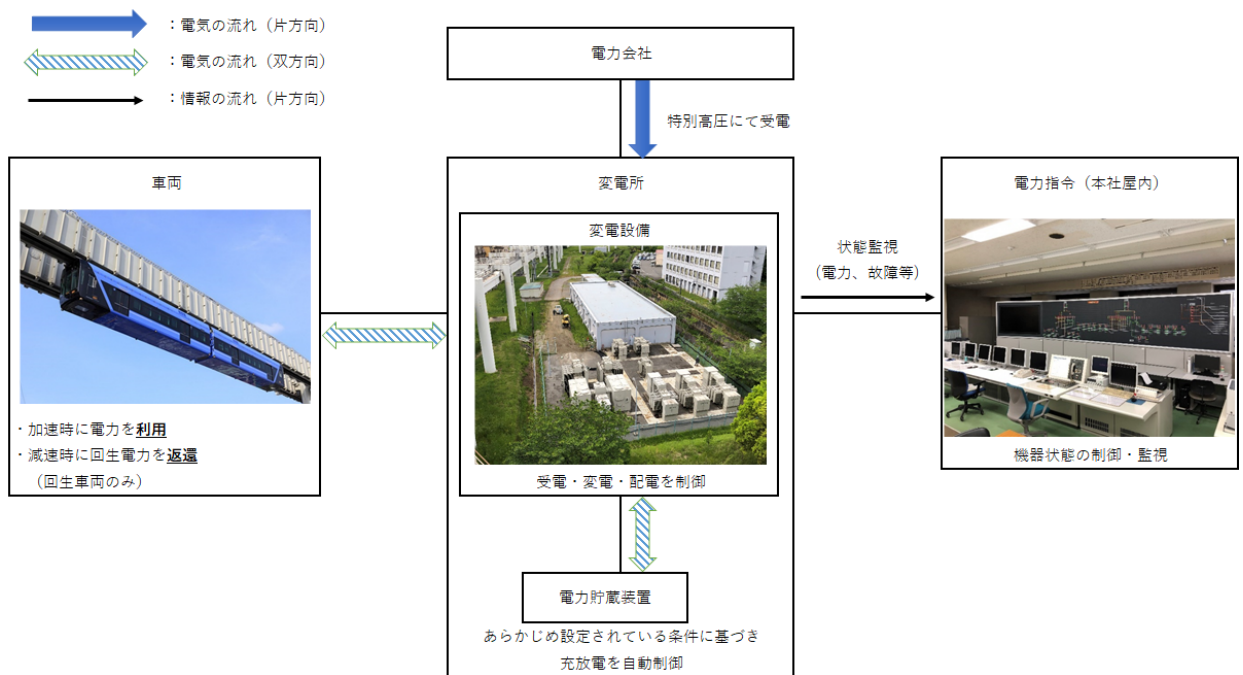 ：電気の流れ（片方向）
：電気の流れ（双方向）
：情報の流れ（片方向）
電力会社
特別高圧にて受電
車両
・加速時に電力を利用
・減速時に回生電力を返還
（回生車両のみ）
変電所
変電設備
受電・変電・配電を制御
電力貯蔵装置
あらかじめ設定されている条件に基づき
充放電を自動制御
状態監視
（電力、故障等）
電力指令（本社屋内）
機器状態の制御・監視